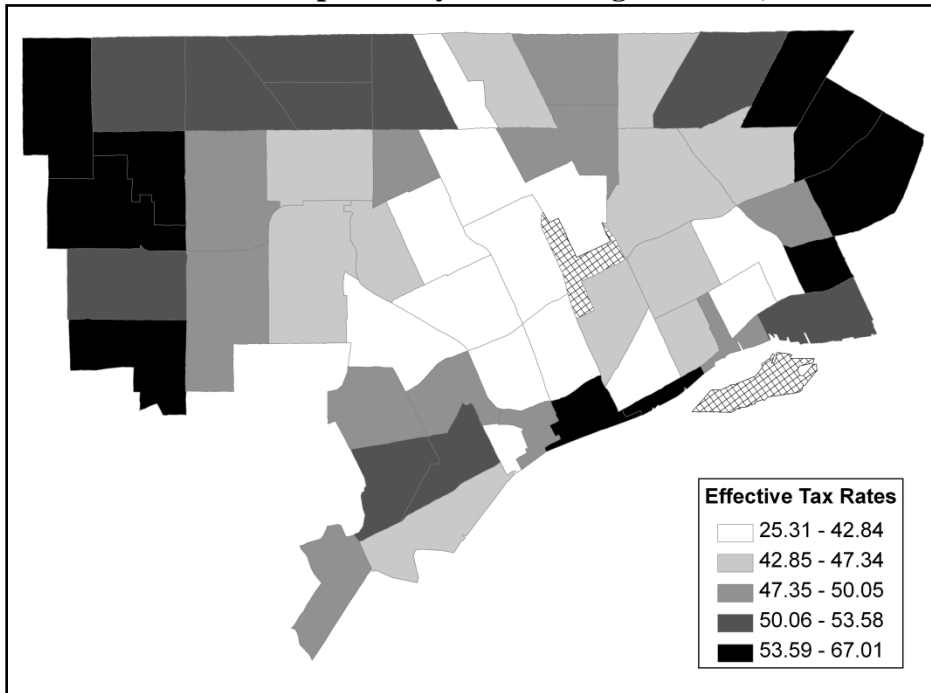 Effective Tax Rates
25.31 - 42.84
42.85 - 47.34
47.35 - 50.05
50.06 - 53.58
53.59 - 67.01